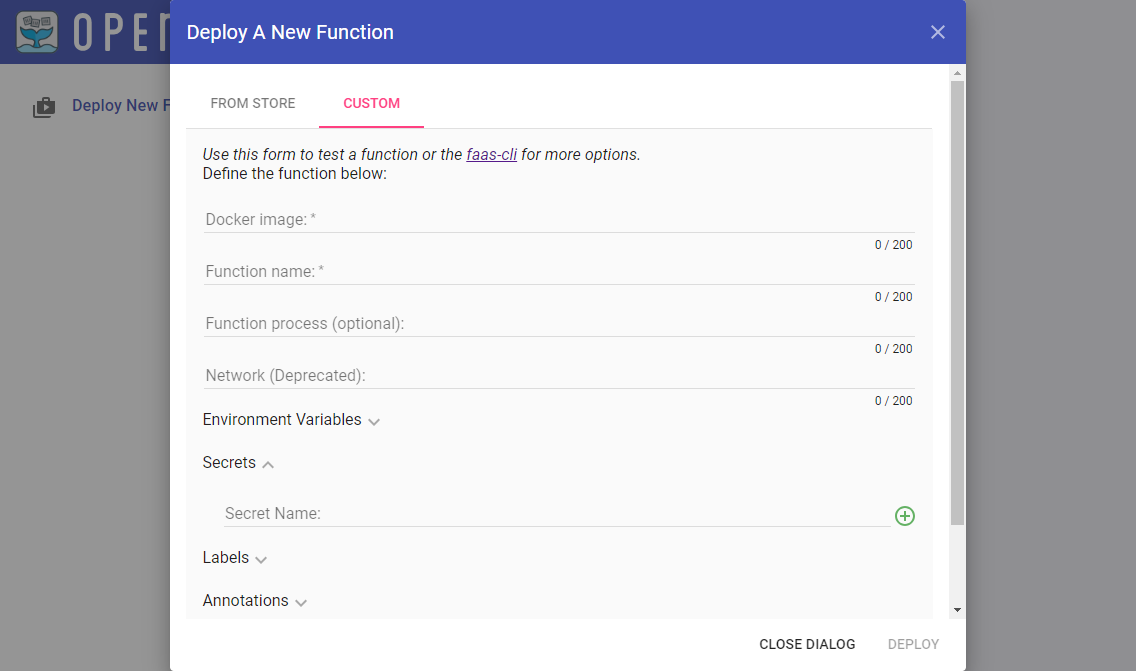 OPEN
Deploy A New Function
Deploy New F
FROM STORE
CUSTOM
Use this form to test a function or the faas-cli for more options.
Define the function below:
Docker image: *
0 / 200
Function name: *
0 / 200
Function process (optional):
0 / 200
Network (Deprecated):
0 / 200
Environment Variables
Secrets
Secret Name:
Labels
Annotations
CLOSE DIALOG
DEPLOY